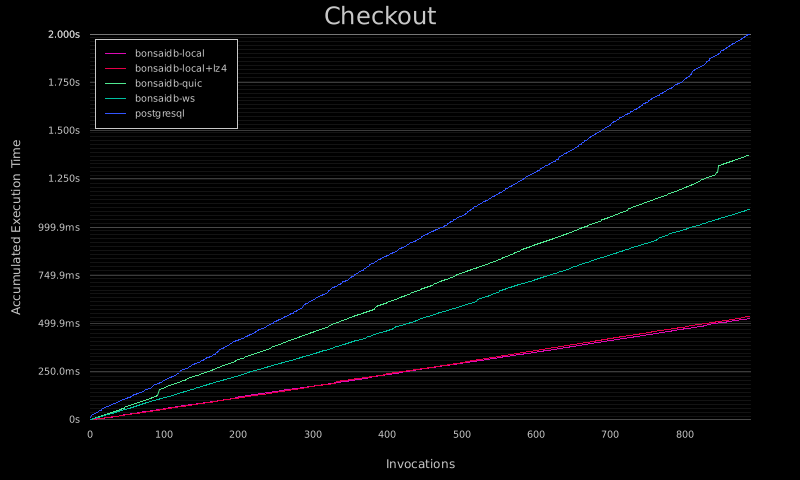 Checkout
2.000s
1.750s
1.500s
1.250s
999.9ms
749.9ms
499.9ms
250.0ms
0s
Accumulated Execution Time
bonsaidb-local
bonsaidb-local+lz4
bonsaidb-quic
bonsaidb-ws
postgresql
0 100 200 300 400 500 600 700 800
Invocations